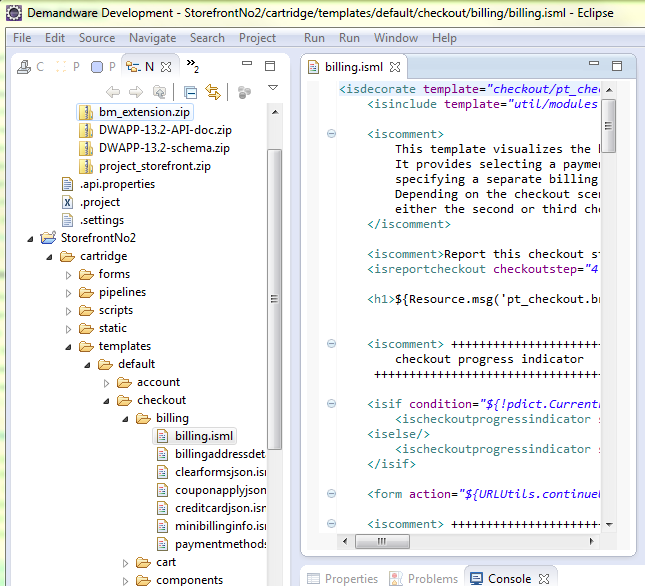 Demandware Development - StorefrontNo2/cartridge/templates/default/checkout/billing/billing.isml - Eclipse
File Edit Source Navigate Search Project Run Run Window Help
C P P N 2
bm_extension.zip
DWAPP-13.2-API-doc.zip
DWAPP-13.2-schema.zip
project_storefront.zip
.api.properties
.project
.settings
StorefrontNo2
cartridge
forms
pipelines
scripts
static
templates
default
account
checkout
billing
billing.isml
billingaddressdet
clearformsjson.isr
couponapplyjson
creditcardjson.isr
minibillinginfo.isr
paymentmethods
cart
components
billing.isml
<isdecorate template="checkout/pt_chec
<isinclude template="util/modules
<iscomment>
This template visualizes the
It provides selecting a paymen
specifying a separate billing
Depending on the checkout scen
either the second or third che
</iscomment>
<iscomment>Report this checkout st
<isreportcheckout checkoutstep="4
<h1>${Resource.msg('pt_checkout.br
<iscomment> ++++++++++++++++++++++
checkout progress indicator
++++++++++++++++++++++++++++++++++
<isif condition="${!pdict.Current
<ischeckoutprogressindicator
<iselse/>
<ischeckoutprogressindicator
</isif>
<form action="${URLUtils.continue
<iscomment> ++++++++++++++++++++++
Properties Problems Console